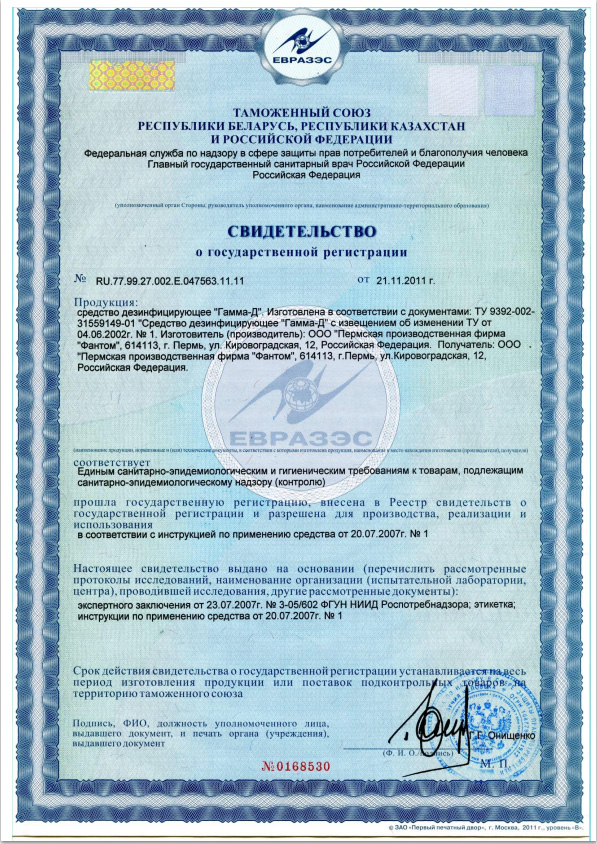 ЕВРАЗЭС
ТАМОЖЕННЫЙ СОЮЗ
РЕСПУБЛИКИ БЕЛАРУСЬ, РЕСПУБЛИКИ КАЗАХСТАН
И РОССИЙСКОЙ ФЕДЕРАЦИИ
Федеральная служба по надзору в сфере защиты прав потребителей и благополучия человека
Главный государственный санитарный врач Российской Федерации
Российская Федерация
(уполномоченный орган Стороны, руководитель уполномоченного органа, наименование административно-территориального образования)
СВИДЕТЕЛЬСТВО
о государственной регистрации
№ RU.77.99.27.002.Е.047563.11.11 от 21.11.2011 г.
Продукция:
средство дезинфицирующее "Гамма-Д". Изготовлена в соответствии с документами: ТУ 9392-002-
31559149-01 "Средство дезинфицирующее "Гамма-Д" с извещением об изменении ТУ от
04.06.2002г. № 1. Изготовитель (производитель): ООО "Пермская производственная фирма
"Фантом", 614113, г. Пермь, ул. Кировоградская, 12, Российская Федерация. Получатель: ООО .
"Пермская производственная фирма "Фантом", 614113, г.Пермь, ул.Кировоградская, 12,
Российская Федерация.
ЕВРАЗЭС
(наименование продукции, нормативные и (или) технические документы, в соответствии с которыми изготовлена продукция, наименование и место нахождения изготовителя (производителя), получателя)
соответствует
Единым санитарно-эпидемиологическим и гигиеническим требованиям к товарам, подлежащим
санитарно-эпидемиологическому надзору (контролю)
прошла государственную регистрацию, внесена в Реестр свидетельств о
государственной регистрации и разрешена для производства, реализации и
использования
в соответствии с инструкцией по применению средства от 20.07.2007г. № 1
Настоящее свидетельство выдано на основании (перечислить рассмотренные
протоколы исследований, наименование организации (испытательной лаборатории,
центра), проводившей исследования, другие рассмотренные документы):
экспертного заключения от 23.07.2007г. № 3-05/602 ФГУН НИИД Роспотребнадзора; этикетка;
инструкции по применению средства от 20.07.2007г. № 1
Срок действия свидетельства о государственной регистрации устанавливается на весь
период изготовления продукции или поставок подконтрольных товаров на
территорию таможенного союза
Подпись, ФИО, должность уполномоченного лица,
выдавшего документ, и печать органа (учреждения),
выдавшего документ
Г.Г. Онищенко
(Ф. И. О./подпись)
М. П.
№0168530
© ЗАО «Первый печатный двор», г. Москва, 2011 г., уровень «В».